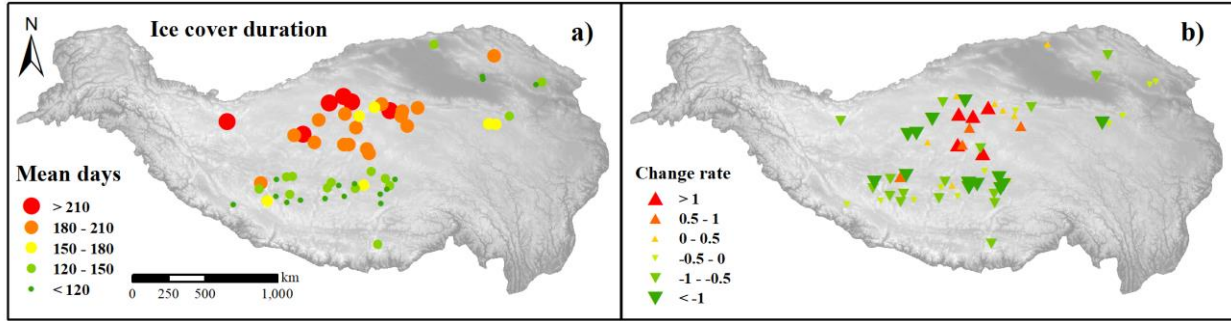 N
Ice cover duration
a)
Mean days
> 210
180 - 210
150 - 180
120 - 150
< 120
km
0 250 500 1,000
b)
Change rate
> 1
0.5 - 1
0 - 0.5
-0.5 - 0
-1 - -0.5
< -1